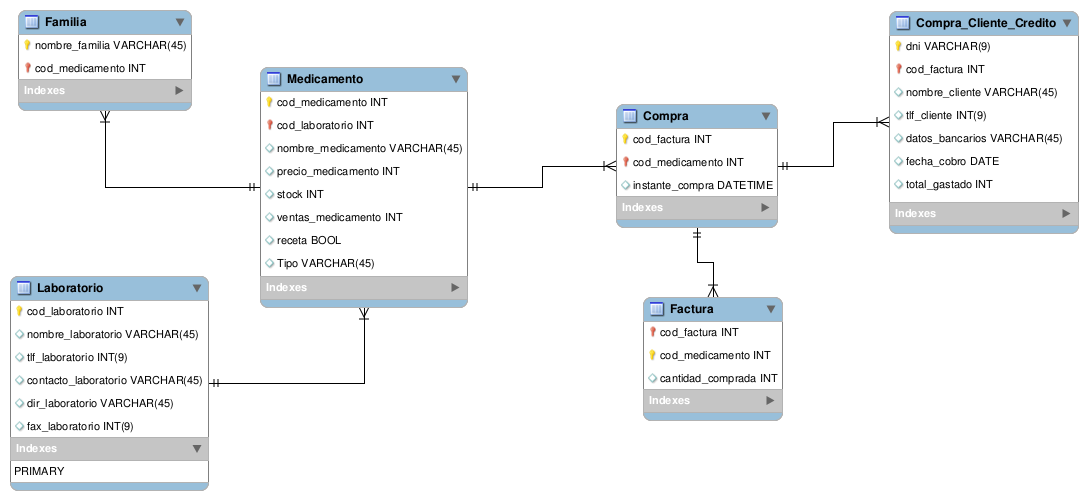 Familia
nombre_familia VARCHAR(45)
cod_medicamento INT
Indexes
Medicamento
cod_medicamento INT
cod_laboratorio INT
nombre_medicamento VARCHAR(45)
precio_medicamento INT
stock INT
ventas_medicamento INT
receta BOOL
Tipo VARCHAR(45)
Indexes
Laboratorio
cod_laboratorio INT
nombre_laboratorio VARCHAR(45)
tlf_laboratorio INT(9)
contacto_laboratorio VARCHAR(45)
dir_laboratorio VARCHAR(45)
fax_laboratorio INT(9)
Indexes
PRIMARY
Compra
cod_factura INT
cod_medicamento INT
instante_compra DATETIME
Indexes
Factura
cod_factura INT
cod_medicamento INT
cantidad_comprada INT
Indexes
Compra_Cliente_Credito
dni VARCHAR(9)
cod_factura INT
nombre_cliente VARCHAR(45)
tlf_cliente INT(9)
datos_bancarios VARCHAR(45)
fecha_cobro DATE
total_gastado INT
Indexes